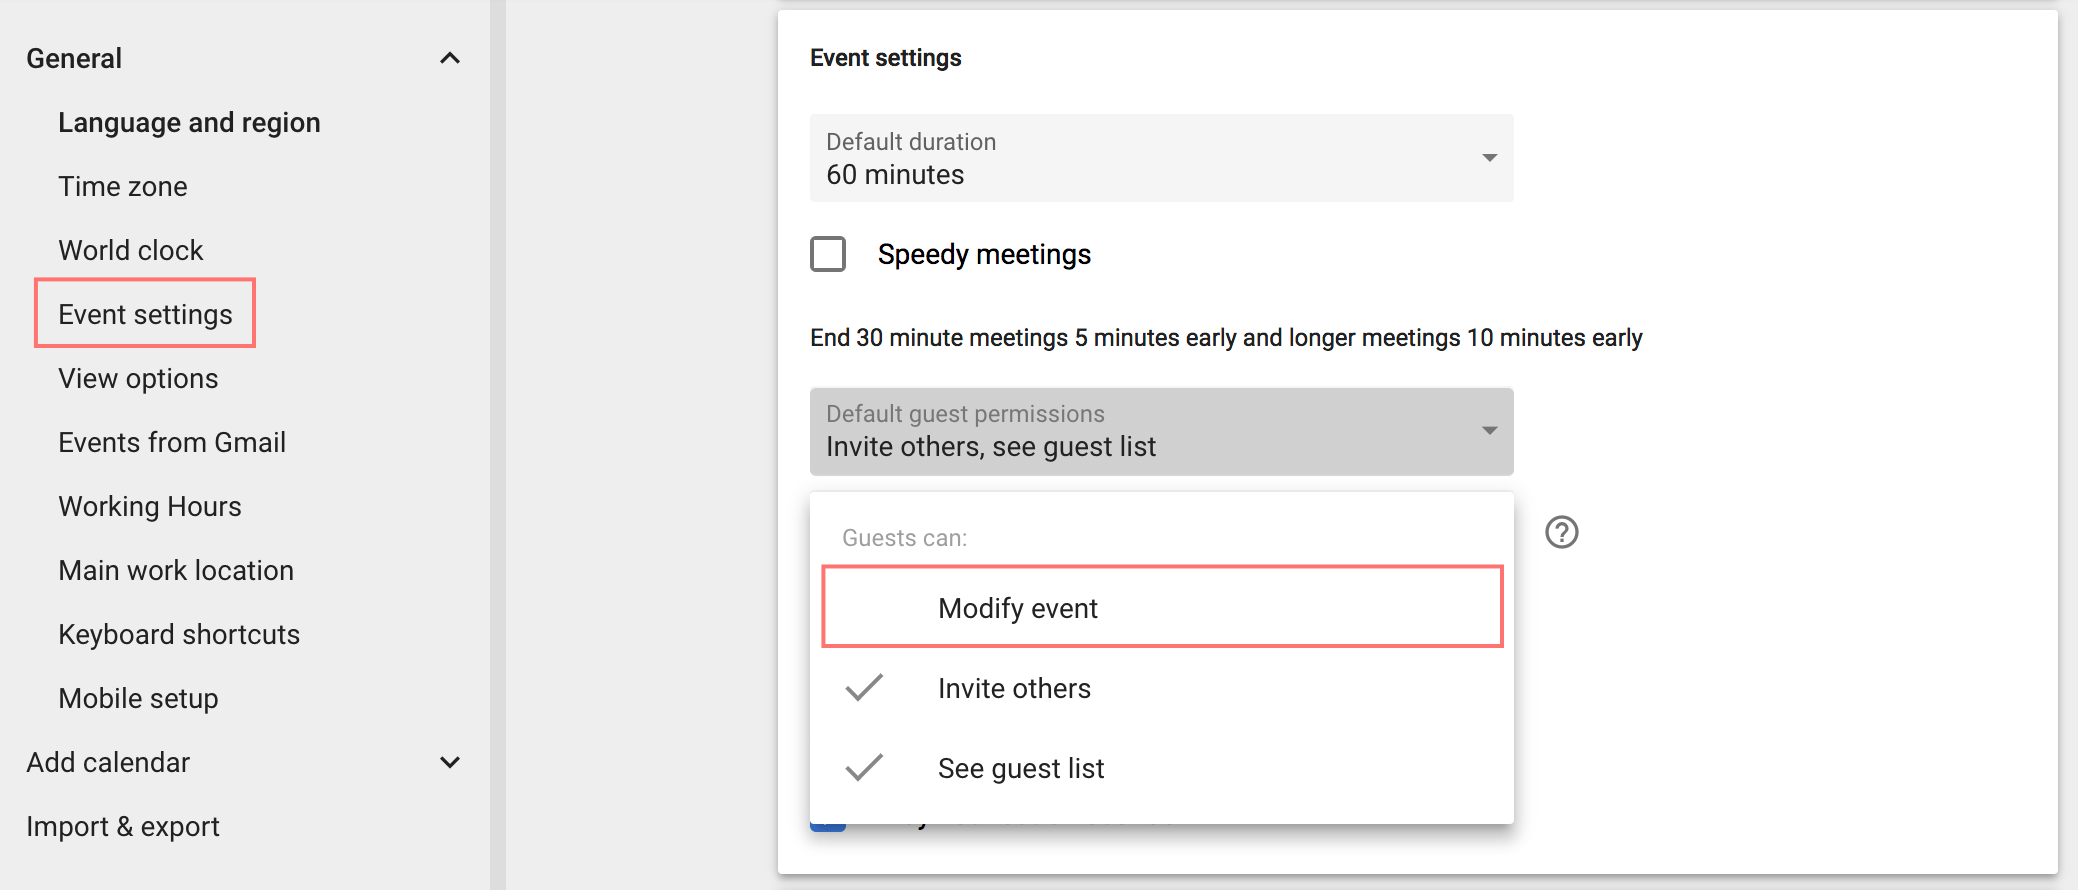 General
Language and region
Time zone
World clock
Event settings
View options
Events from Gmail
Working Hours
Main work location
Keyboard shortcuts
Mobile setup
Add calendar
Import & export
Event settings
Default duration
60 minutes
Speedy meetings
End 30 minute meetings 5 minutes early and longer meetings 10 minutes early
Default guest permissions
Invite others, see guest list
Guests can:
Modify event
Invite others
See guest list